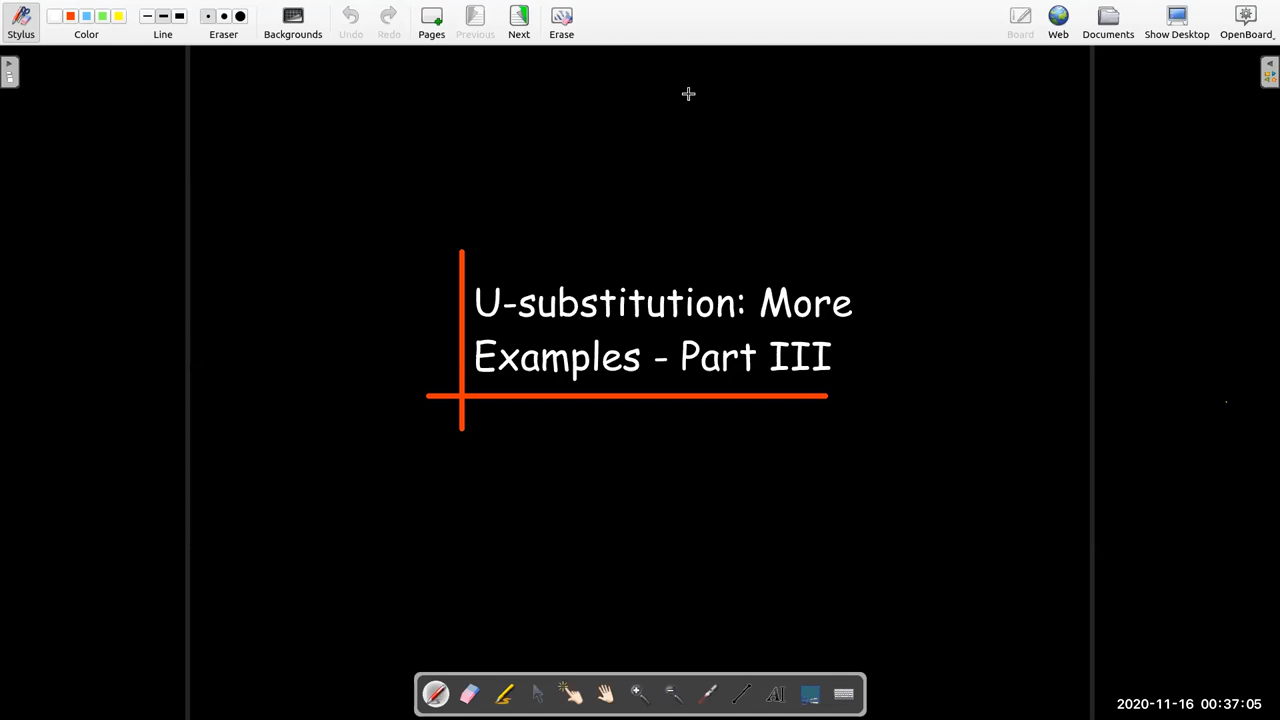 Stylus
Color
Line
Eraser
Backgrounds
Undo
Redo
Pages
Previous
Next
Erase
Board
Web
Documents
Show Desktop
OpenBoard
U-substitution: More
Examples - Part III
AI
2020-11-16 00:37:05